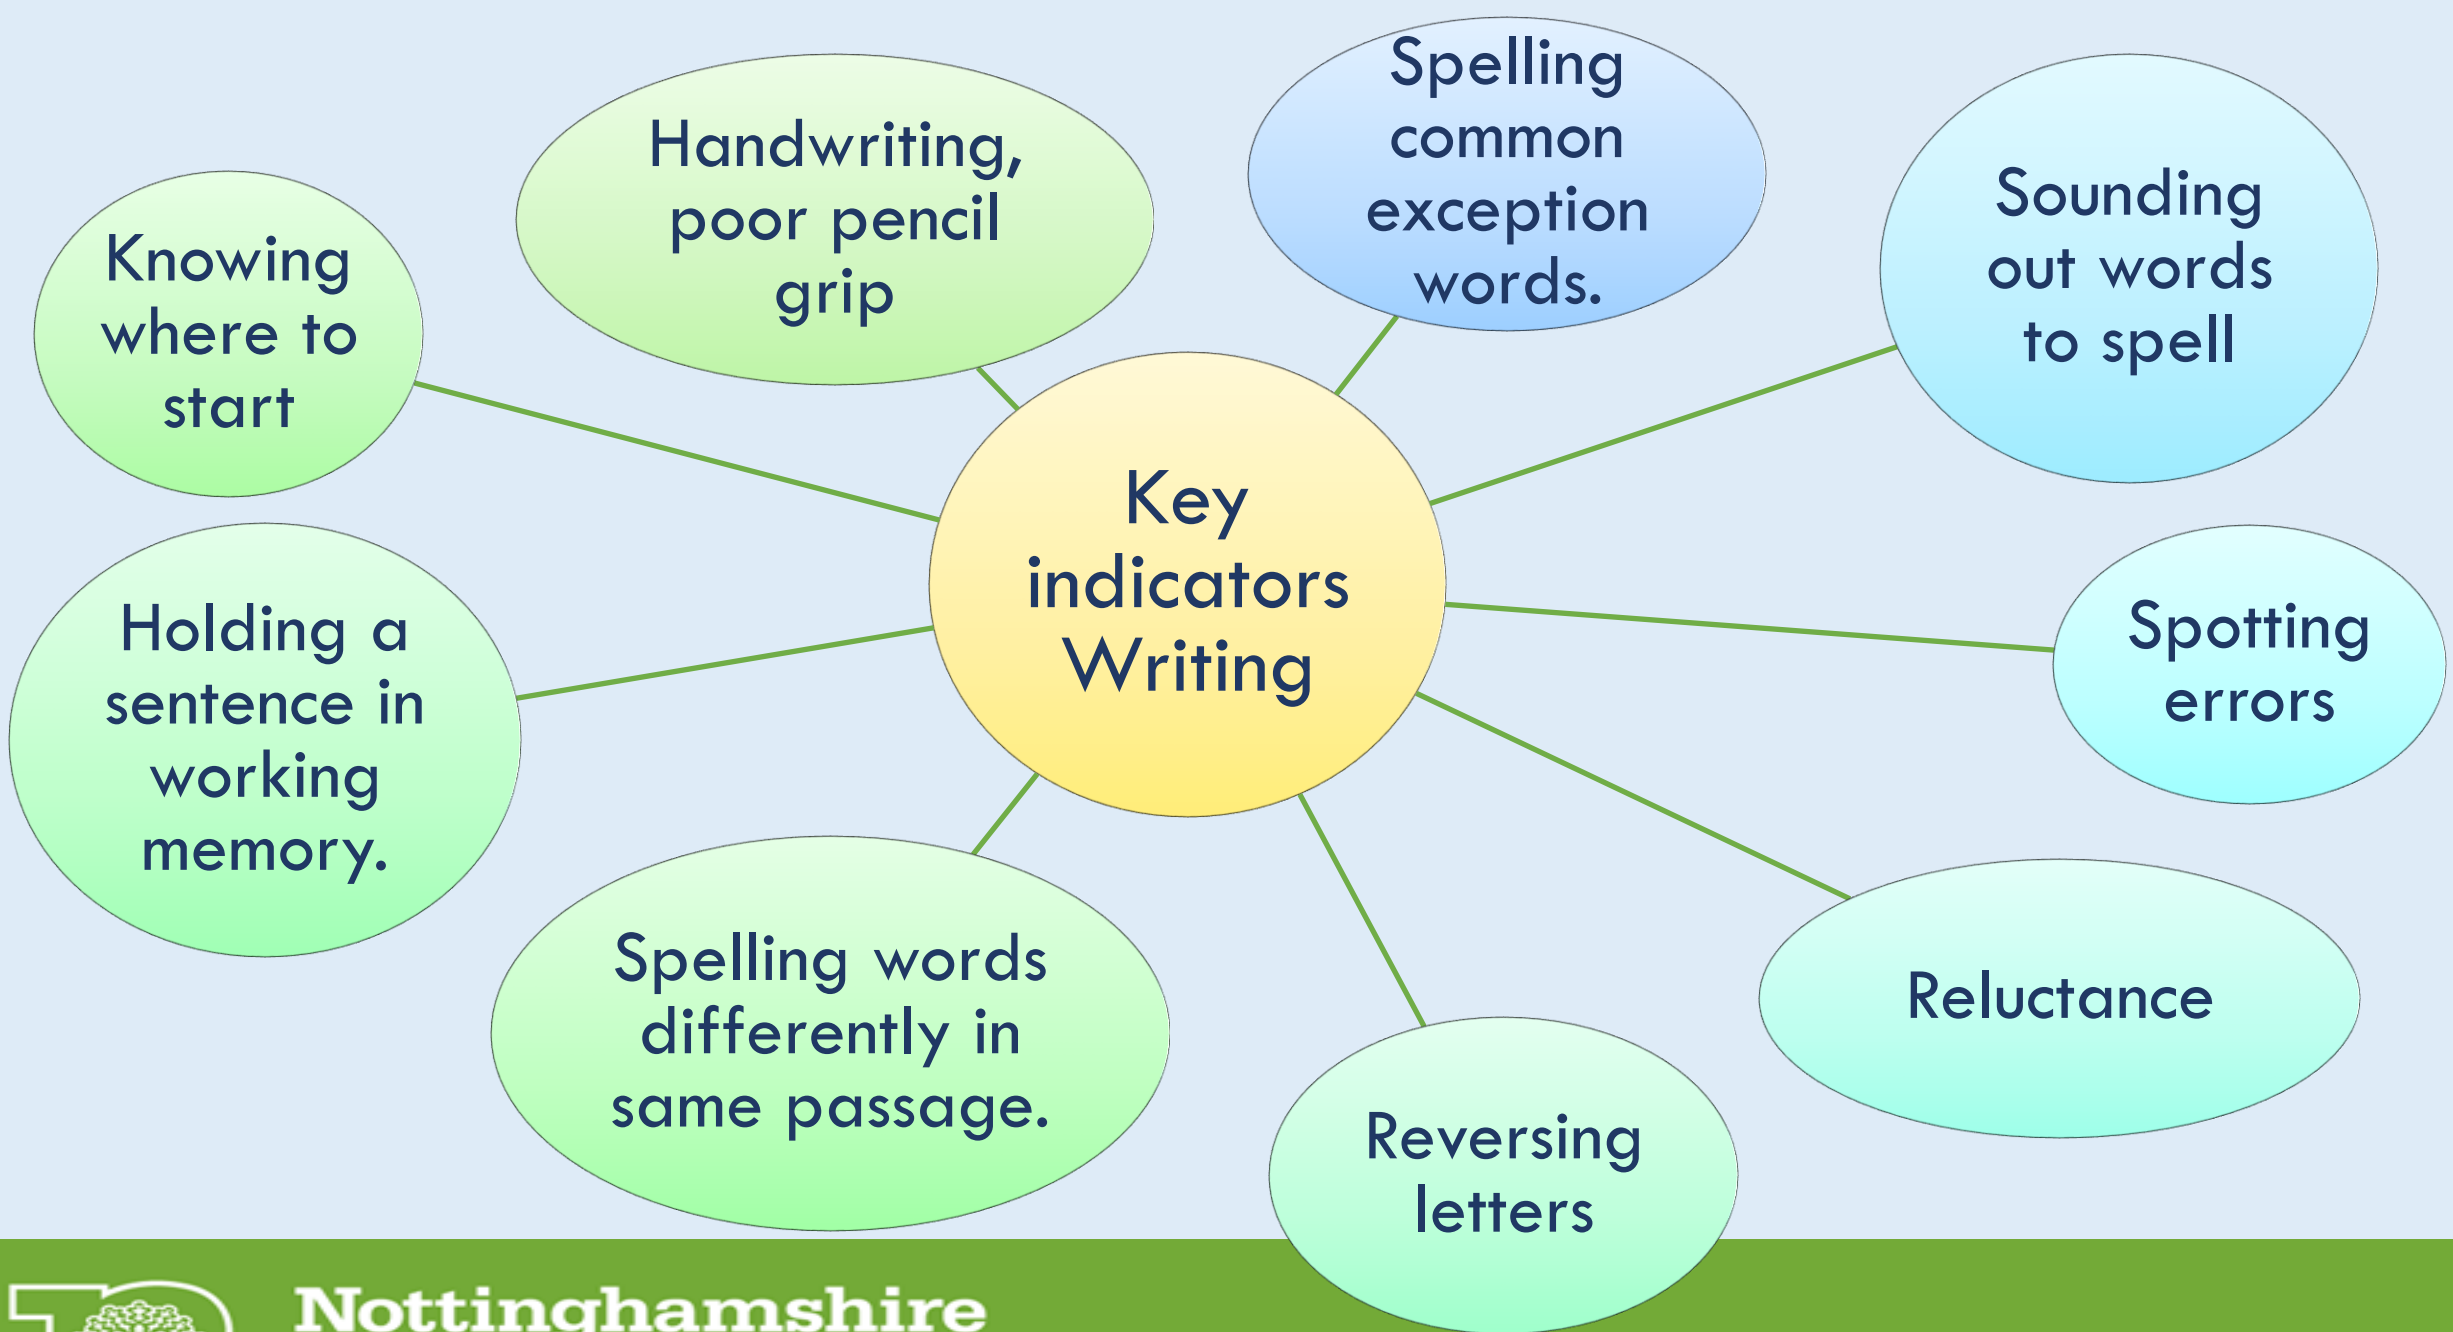 Key
indicators
Writing
Spelling
common
exception
words.
Sounding
out words
to spell
Spotting
errors
Reluctance
Reversing
letters
Spelling words
differently in
same passage.
Holding a
sentence in
working
memory.
Knowing
where to
start
Handwriting,
poor pencil
grip
Nottinghamshire